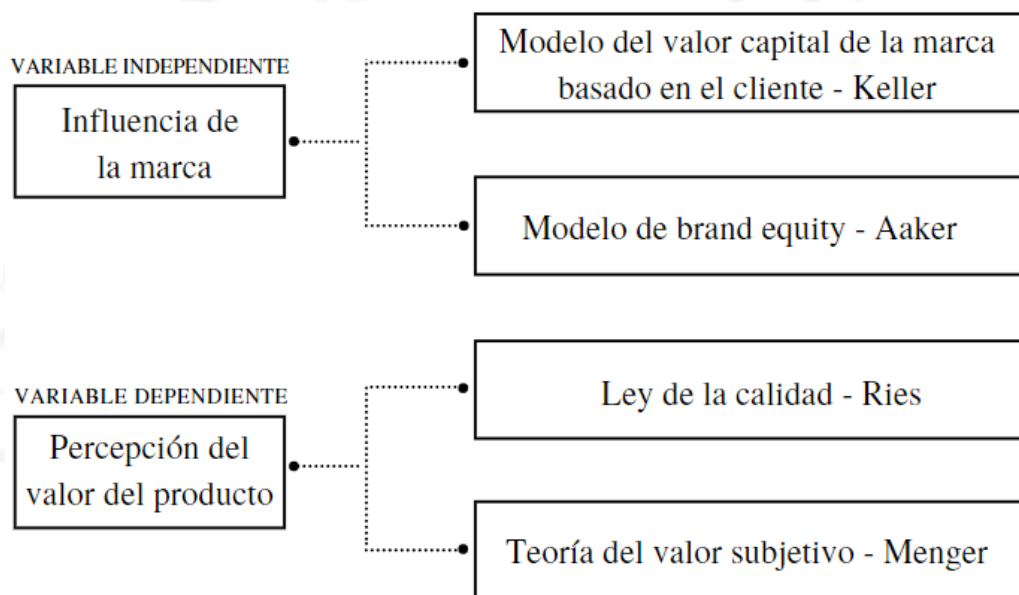 VARIABLE INDEPENDIENTE
Influencia de
la marca
Modelo del valor capital de la marca
basado en el cliente - Keller
Modelo de brand equity - Aaker
VARIABLE DEPENDIENTE
Percepción del
valor del producto
Ley de la calidad - Ries
Teoría del valor subjetivo - Menger